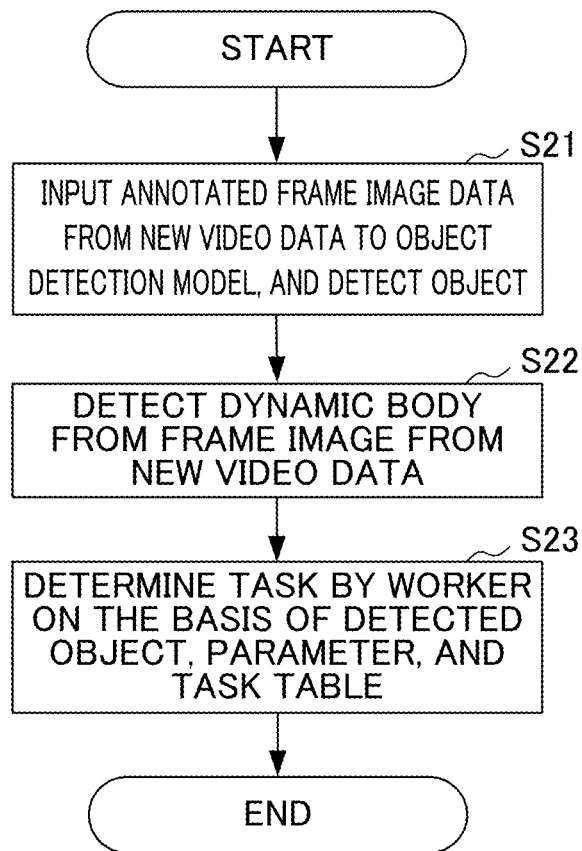 START
S21
INPUT ANNOTATED FRAME IMAGE DATA
FROM NEW VIDEO DATA TO OBJECT
DETECTION MODEL, AND DETECT OBJECT
S22
DETECT DYNAMIC BODY
FROM FRAME IMAGE FROM
NEW VIDEO DATA
S23
DETERMINE TASK BY WORKER
ON THE BASIS OF DETECTED
OBJECT, PARAMETER, AND
TASK TABLE
END